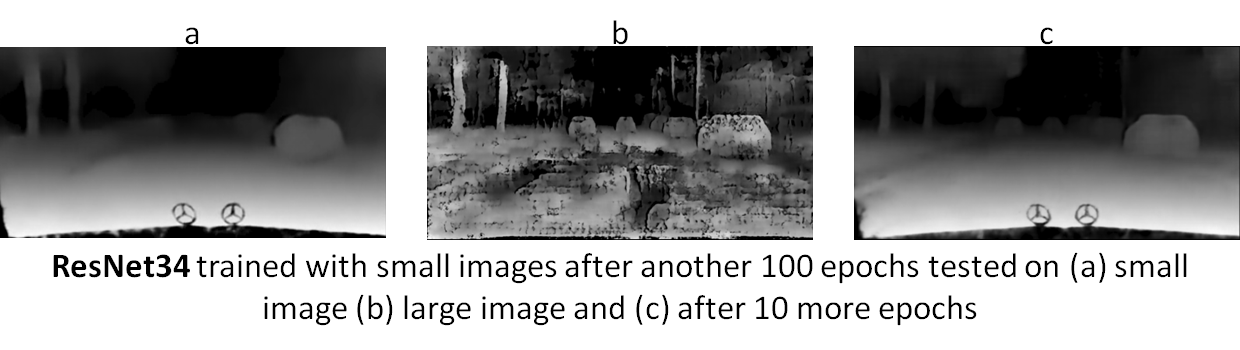 a b c
ResNet34 trained with small images after another 100 epochs tested on (a) small
image (b) large image and (c) after 10 more epochs